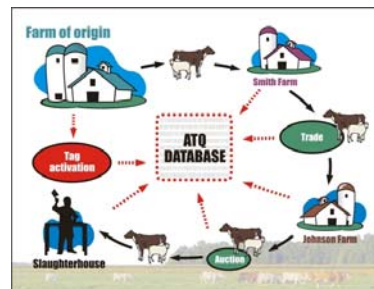 Farm of origin
Smith Farm
ATQ
DATABASE
Trade
Tag
activation
Johnson Farm
Slaughterhouse
Auction